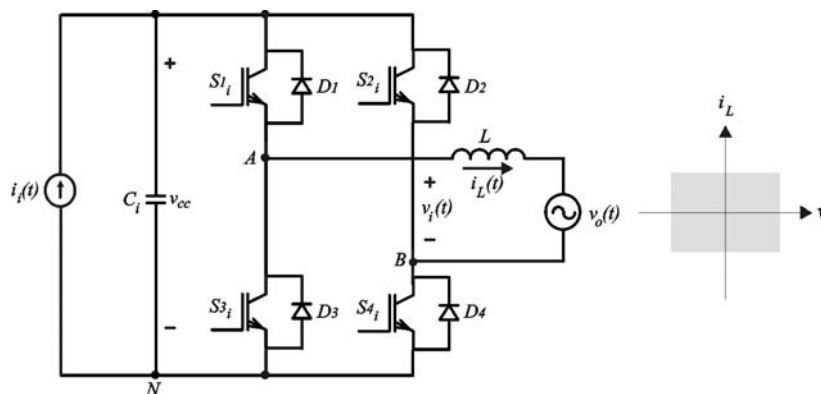 S1i
D1
S2i
D2
iL
+
A
L
ii(t)
Ci
vcc
+
vi(t)
iL(t)
vo(t)
v
−
B
S3i
D3
S4i
D4
−
N